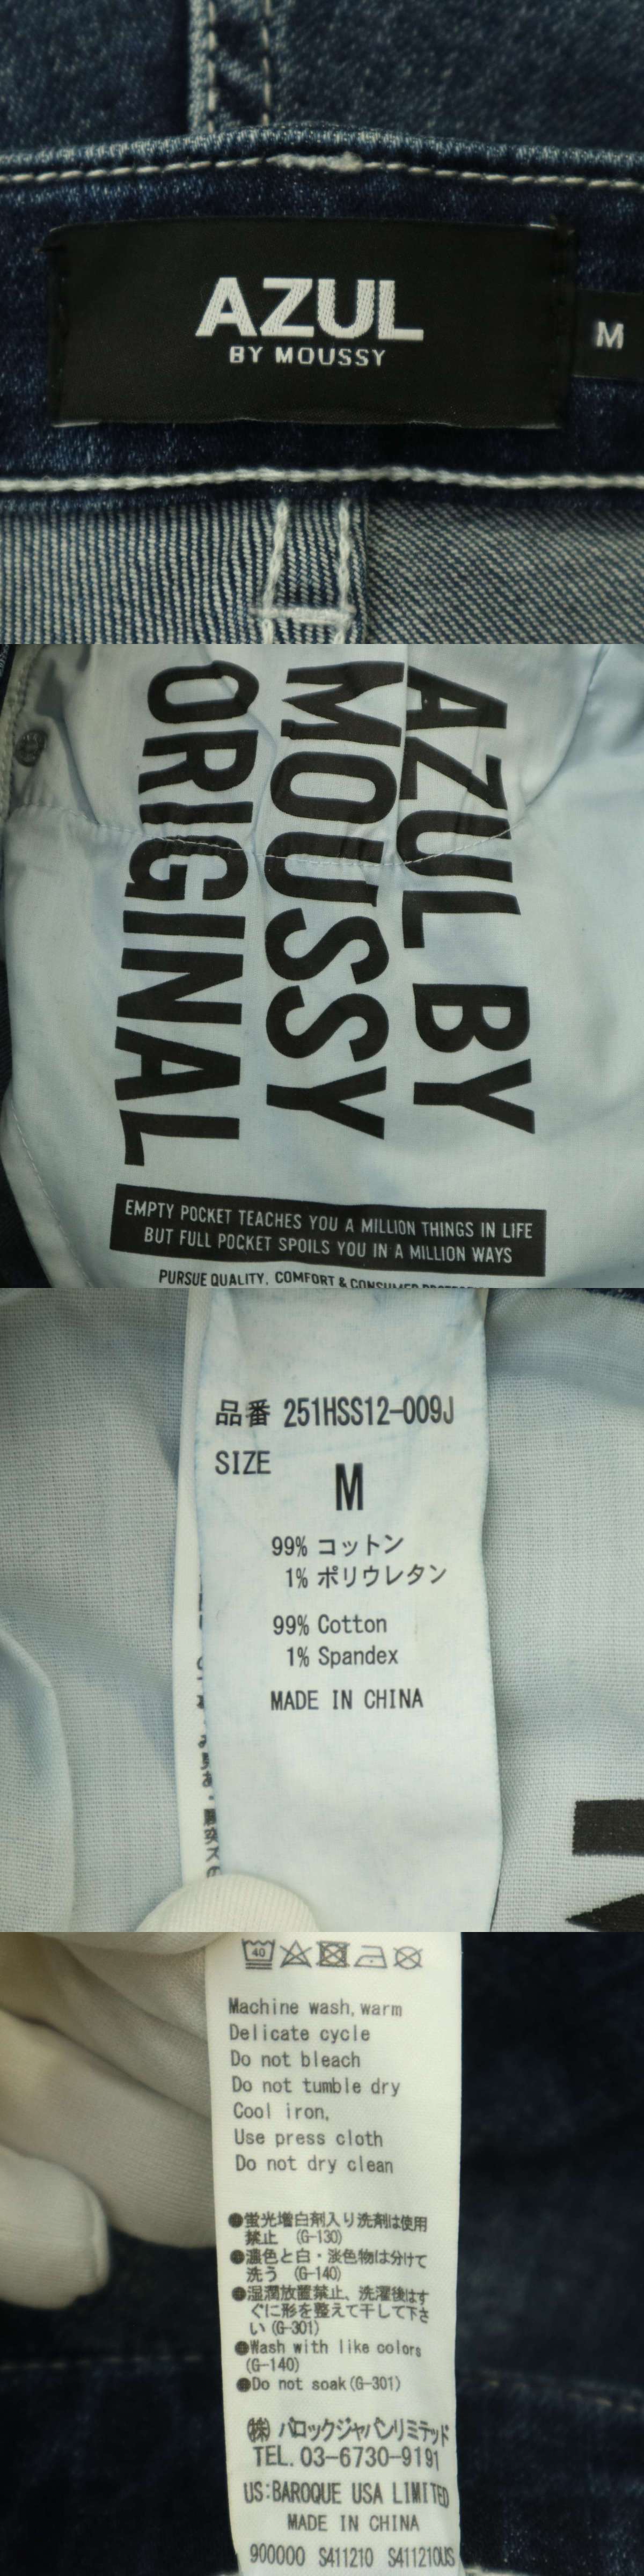 AZUL
BY MOUSSY
M
AZUL BY
MOUSSY
ORIGINAL
EMPTY POCKET TEACHES YOU A MILLION THINGS IN LIFE
BUT FULL POCKET SPOILS YOU IN A MILLION WAYS
PURSUE QUALITY, COMFORT & CONSUMER
品番 251HSS12-009J
SIZE
M
99% コットン
1% ポリウレタン
99% Cotton
1% Spandex
MADE IN CHINA
40
Machine wash, warm
Delicate cycle
Do not bleach
Do not tumble dry
Cool iron,
Use press cloth
Do not dry clean
●蛍光増白剤入り洗剤は使用
禁止 (G-130)
●濃色と白・淡色物は分けて
洗う (G-140)
●湿潤放置禁止、洗濯後はす
ぐに形を整えて干して下さ
い (G-301)
●Wash with like colors
(G-140)
●Do not soak(G-301)
㈱ バロックジャパンリミテッド
TEL. 03-6730-9191
US:BAROQUE USA LIMITED
MADE IN CHINA
900000 S411210 S411210US